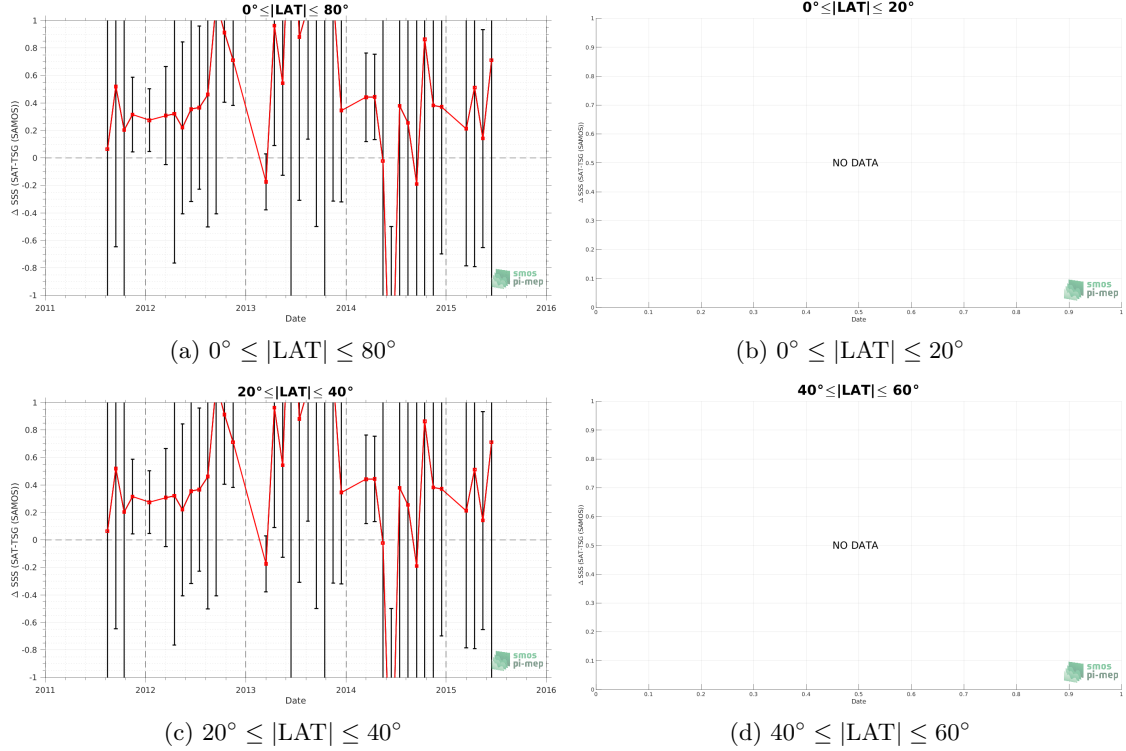 0°≤|LAT|≤ 80°
Δ SSS (SAT-TSG (SAMOS))
1
0.8
0.6
0.4
0.2
0
-0.2
-0.4
-0.6
-0.8
-1
2011 2012 2013 2014 2015 2016
Date
smos
pi-mep
(a) 0° ≤ |LAT| ≤ 80°
0°≤|LAT|≤ 20°
Δ SSS (SAT-TSG (SAMOS))
1
0.9
0.8
0.7
0.6
0.5
0.4
0.3
0.2
0.1
0
NO DATA
0 0.1 0.2 0.3 0.4 0.5 0.6 0.7 0.8 0.9 1
Date
smos
pi-mep
(b) 0° ≤ |LAT| ≤ 20°
20°≤|LAT|≤ 40°
Δ SSS (SAT-TSG (SAMOS))
1
0.8
0.6
0.4
0.2
0
-0.2
-0.4
-0.6
-0.8
-1
2011 2012 2013 2014 2015 2016
Date
smos
pi-mep
(c) 20° ≤ |LAT| ≤ 40°
40°≤|LAT|≤ 60°
Δ SSS (SAT-TSG (SAMOS))
1
0.9
0.8
0.7
0.6
0.5
0.4
0.3
0.2
0.1
0
NO DATA
0 0.1 0.2 0.3 0.4 0.5 0.6 0.7 0.8 0.9 1
Date
smos
pi-mep
(d) 40° ≤ |LAT| ≤ 60°